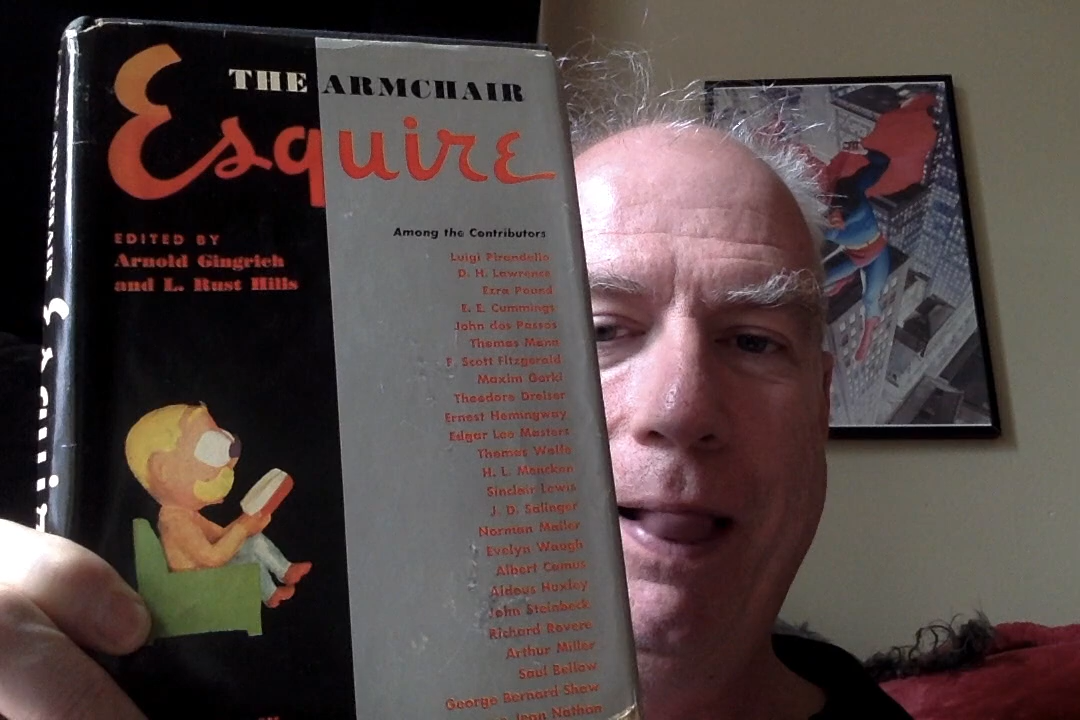 THE ARMCHAIR
Esquire
EDITED BY
Arnold Gingrich
and L. Rust Hills
Among the Contributors
Luigi Pirandello
D. H. Lawrence
Ezra Pound
E. E. Cummings
John dos Passos
Thomas Mann
F. Scott Fitzgerald
Maxim Gorki
Theodore Dreiser
Ernest Hemingway
Edgar Lee Masters
Thomas Wolfe
H. L. Mencken
Sinclair Lewis
J. D. Salinger
Norman Mailer
Evelyn Waugh
Albert Camus
Aldous Huxley
John Steinbeck
Richard Rovere
Arthur Miller
Saul Bellow
George Bernard Shaw
Jean Nathan